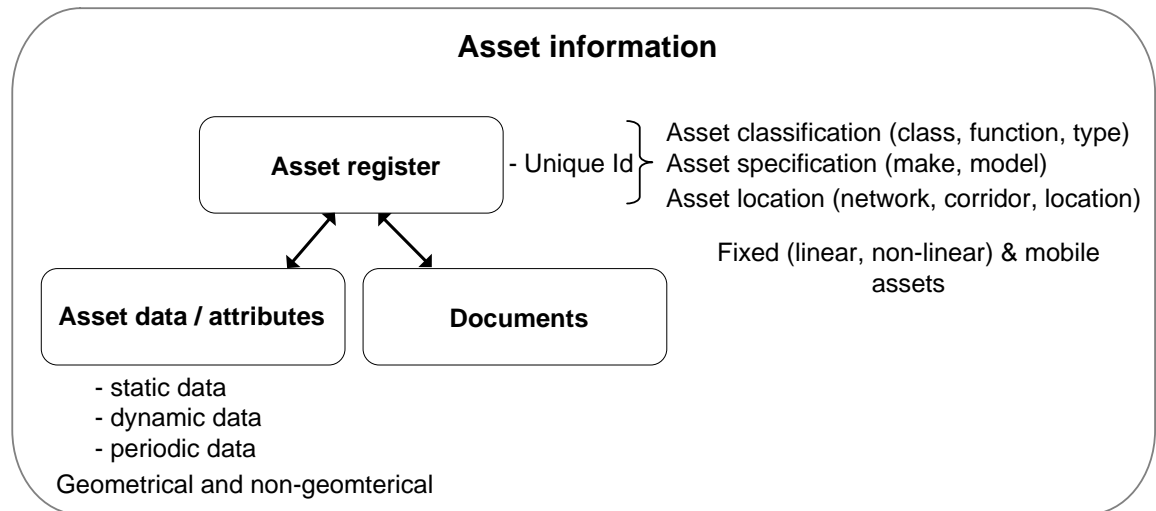 Asset information
Asset register
- Unique Id
Asset classification (class, function, type)
Asset specification (make, model)
Asset location (network, corridor, location)
Fixed (linear, non-linear) & mobile
assets
Asset data / attributes
Documents
- static data
- dynamic data
- periodic data
Geometrical and non-geomterical